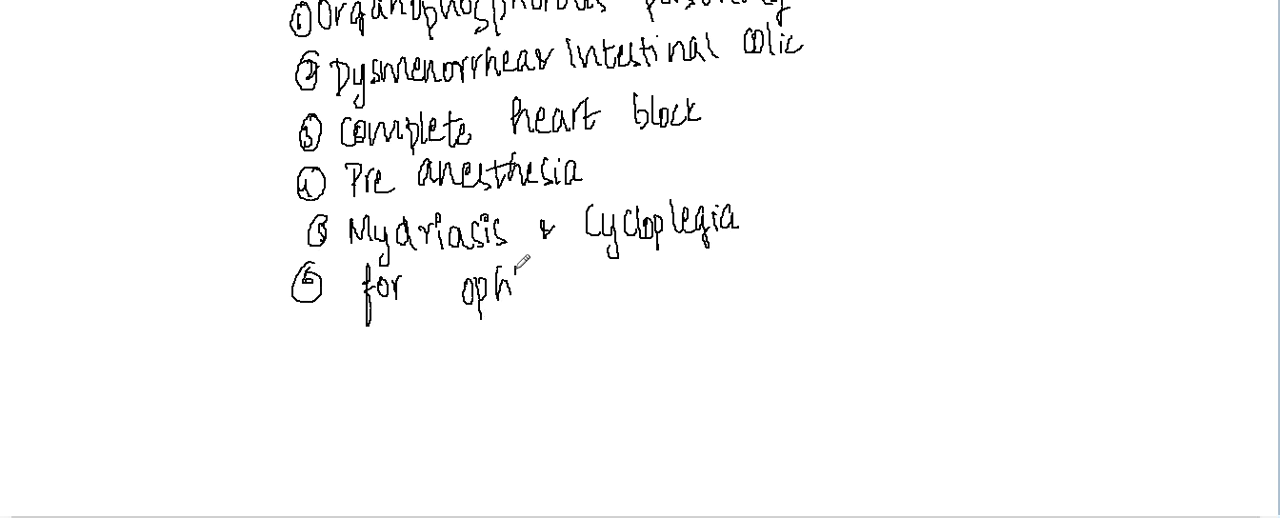 ① Organophosphorous
② Dysmenorrhea & Intestinal colic
③ Complete heart block
④ Pre anesthesia
⑤ Mydriasis & Cycloplegia
⑥ for oph